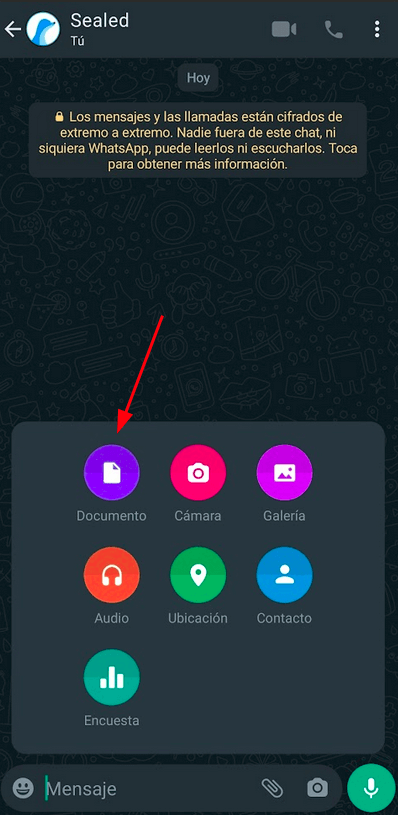 Sealed
Tú
Hoy
Los mensajes y las llamadas están cifrados de
extremo a extremo. Nadie fuera de este chat, ni
siquiera WhatsApp, puede leerlos ni escucharlos. Toca
para obtener más información.
Documento
Cámara
Galería
Audio
Ubicación
Contacto
Encuesta
Mensaje